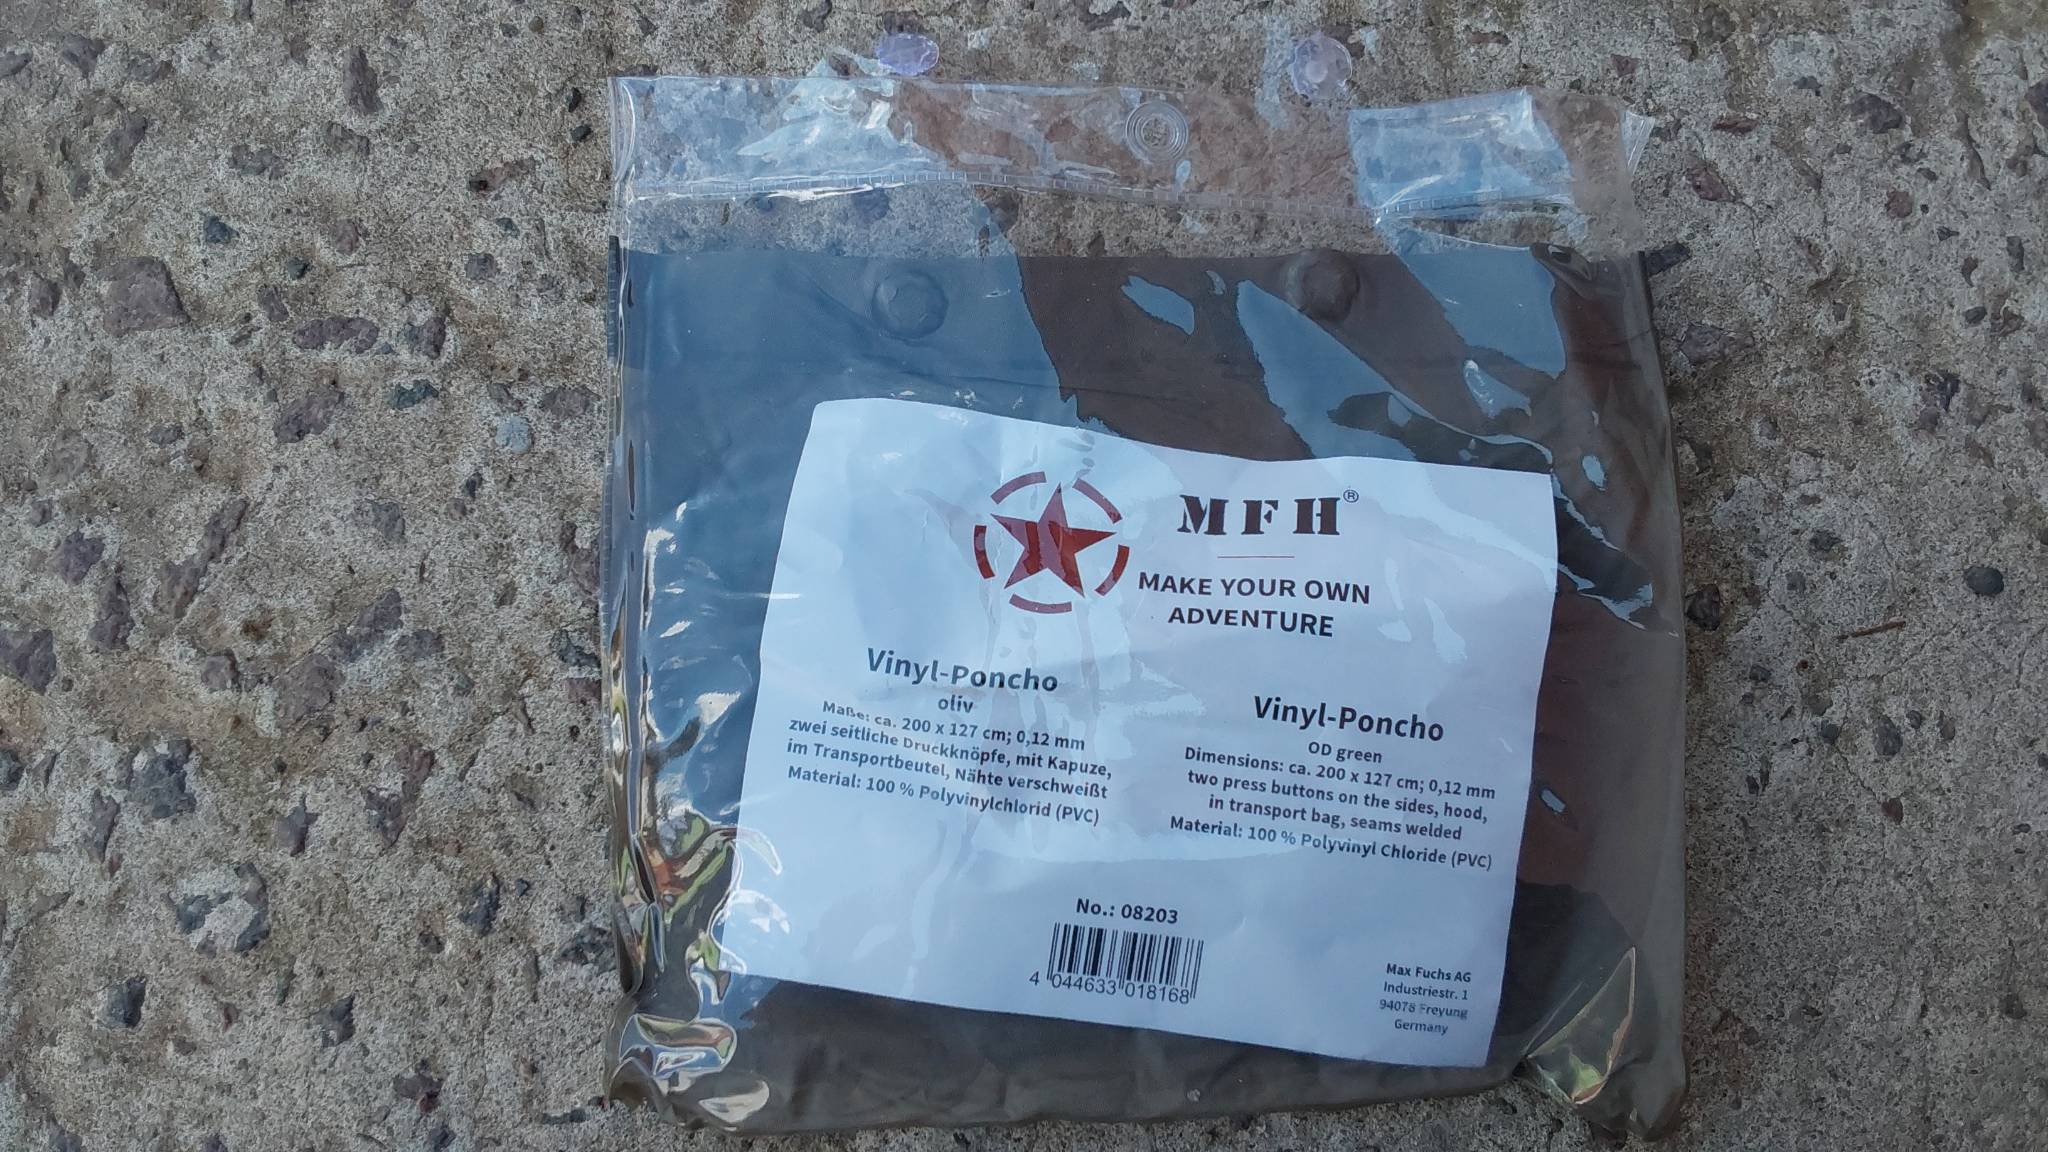 MFH®
MAKE YOUR OWN
ADVENTURE
Vinyl-Poncho
oliv
Maße: ca. 200 x 127 cm; 0,12 mm
zwei seitliche Druckknöpfe, mit Kapuze,
im Transportbeutel, Nähte verschweißt
Material: 100 % Polyvinylchlorid (PVC)
Vinyl-Poncho
OD green
Dimensions: ca. 200 x 127 cm; 0,12 mm
two press buttons on the sides, hood,
in transport bag, seams welded
Material: 100 % Polyvinyl Chloride (PVC)
No.: 08203
4 044633 018168
Max Fuchs AG
Industriestr. 1
94078 Freyung
Germany